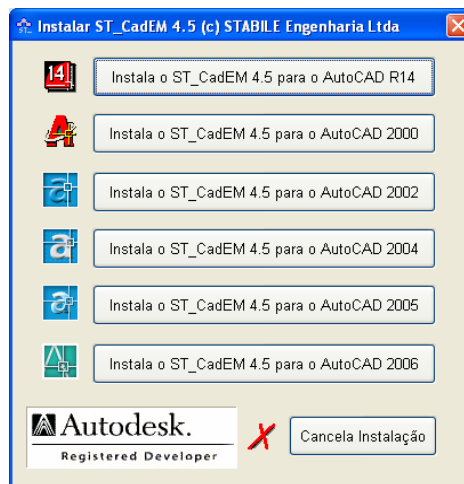 ST... Instalar ST_CadEM 4.5 (c) STABILE Engenharia Ltda
14 Instala o ST_CadEM 4.5 para o AutoCAD R14
Instala o ST_CadEM 4.5 para o AutoCAD 2000
a Instala o ST_CadEM 4.5 para o AutoCAD 2002
a Instala o ST_CadEM 4.5 para o AutoCAD 2004
a Instala o ST_CadEM 4.5 para o AutoCAD 2005
Instala o ST_CadEM 4.5 para o AutoCAD 2006
Autodesk.
Registered Developer
X Cancela Instalação